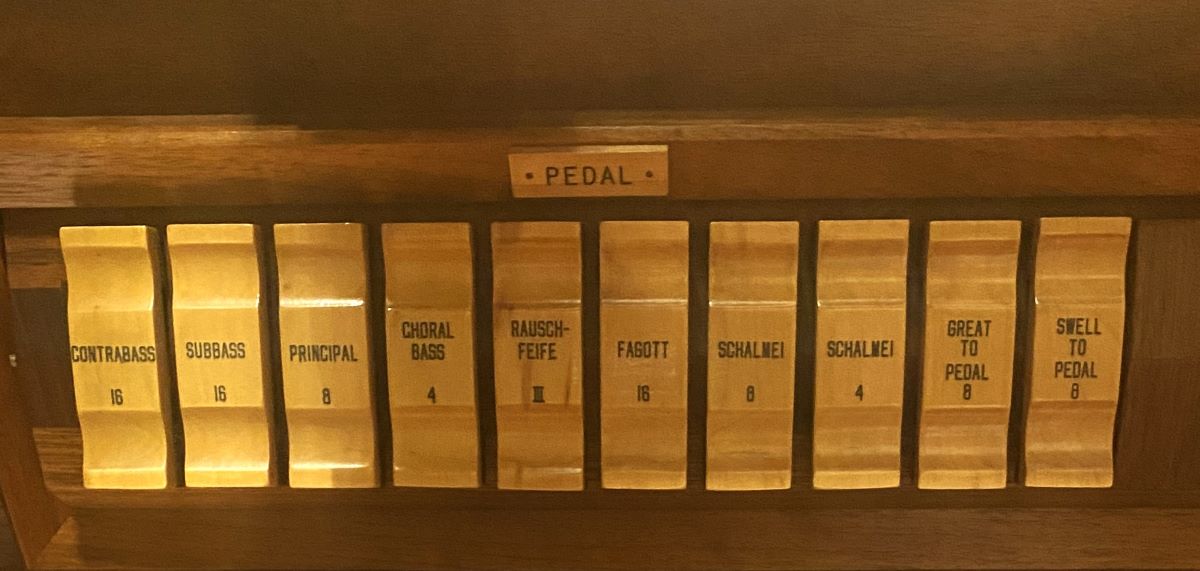 • PEDAL •
CONTRABASS
16
SUBBASS
16
PRINCIPAL
8
CHORAL
BASS
4
RAUSCH-
FEIFE
III
FAGOTT
16
SCHALMEI
8
SCHALMEI
4
GREAT
TO
PEDAL
8
SWELL
TO
PEDAL
8